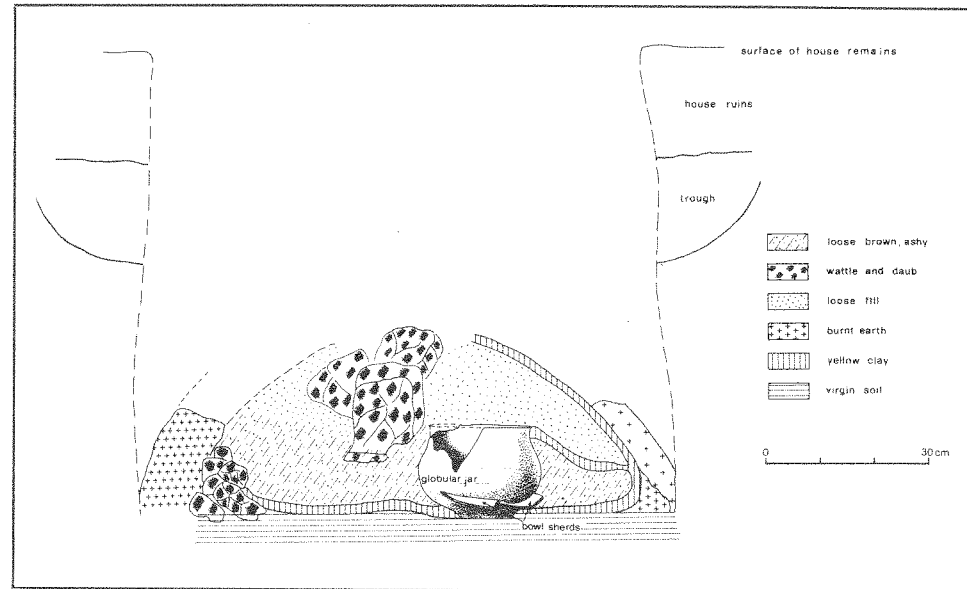 surface of house remains
house ruins
trough
loose brown, ashy
wattle and daub
loose fill
burnt earth
yellow clay
virgin soil
0 30 cm
globular jar
bowl sherds